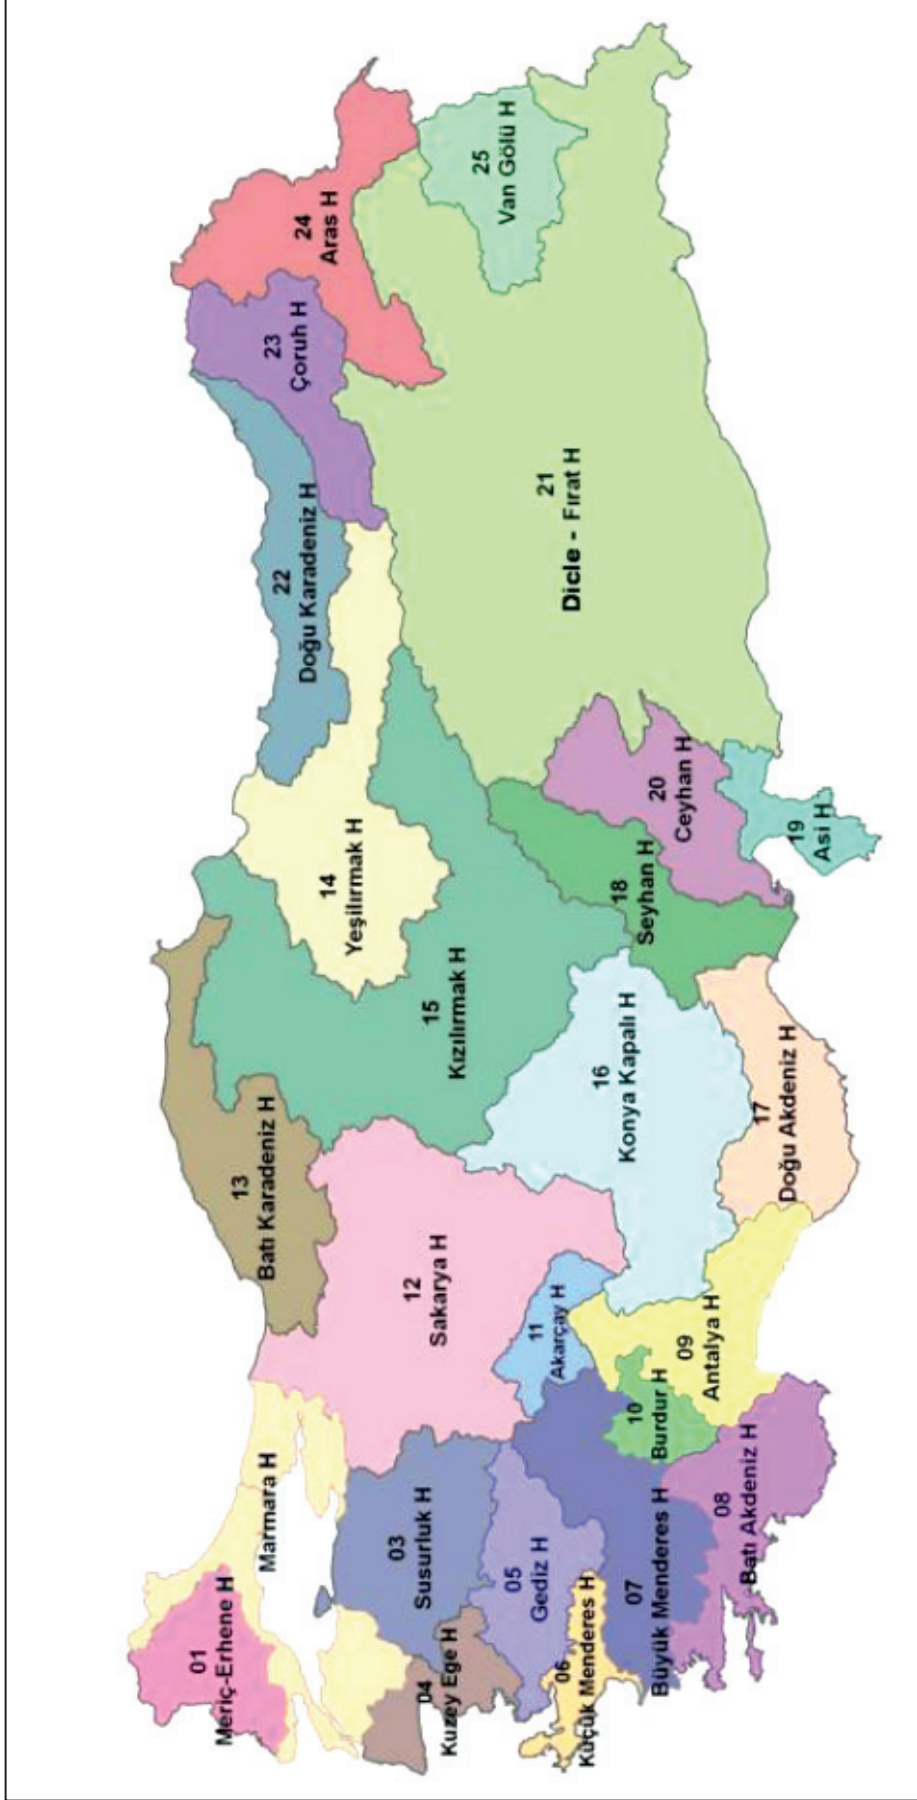 01
Meriç-Erhene H
Marmara H
03
Susurluk H
04
Kuzey Ege H
05
Gediz H
06
Küçük Menderes H
07
Büyük Menderes H
08
Batı Akdeniz H
09
Antalya H
10
Burdur H
11
Akarçay H
12
Sakarya H
13
Batı Karadeniz H
14
Yeşilırmak H
15
Kızılırmak H
16
Konya Kapalı H
17
Doğu Akdeniz H
18
Seyhan H
19
Asi H
20
Ceyhan H
21
Dicle - Fırat H
22
Doğu Karadeniz H
23
Çoruh H
24
Aras H
25
Van Gölü H